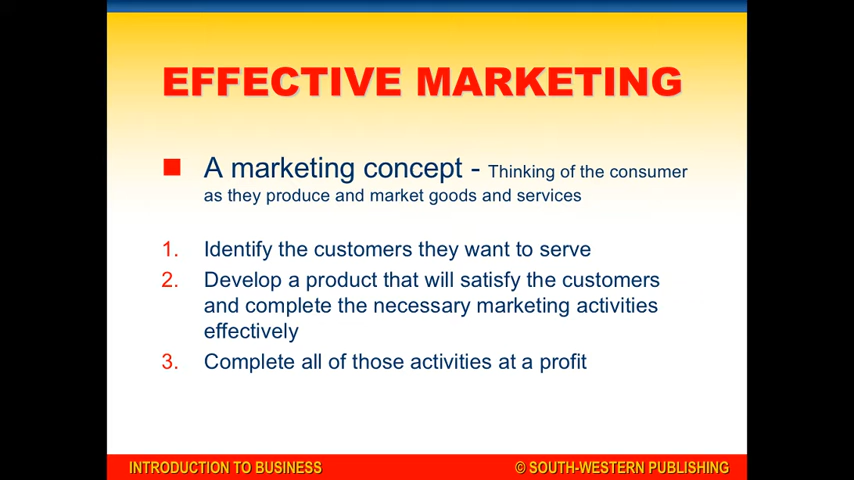 EFFECTIVE MARKETING
A marketing concept - Thinking of the consumer
as they produce and market goods and services
1. Identify the customers they want to serve
2. Develop a product that will satisfy the customers
and complete the necessary marketing activities
effectively
3. Complete all of those activities at a profit
INTRODUCTION TO BUSINESS
© SOUTH-WESTERN PUBLISHING